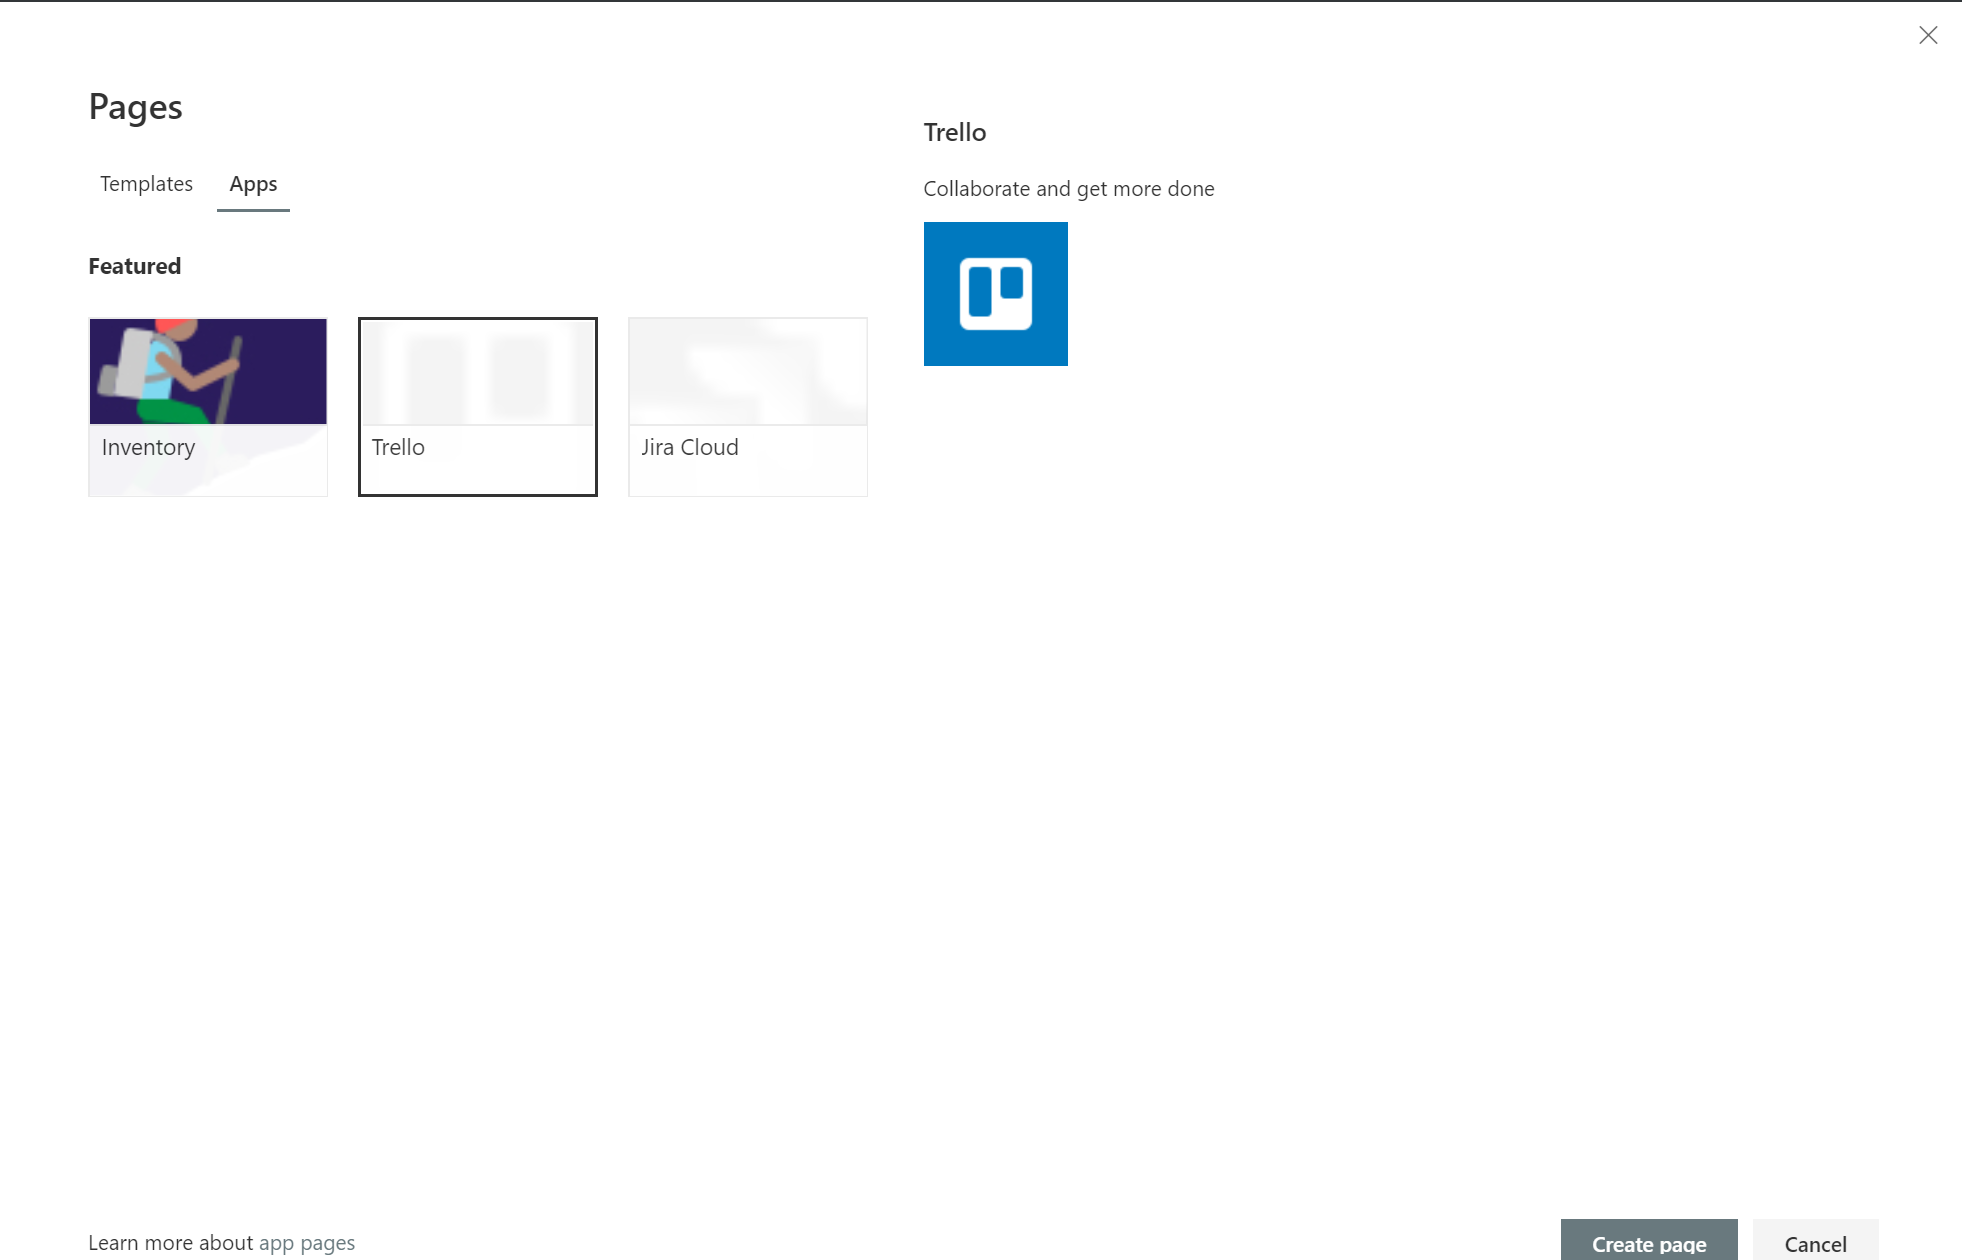 Pages
Templates
Apps
Featured
Inventory
Trello
Jira Cloud
Trello
Collaborate and get more done
Learn more about app pages
Create page
Cancel